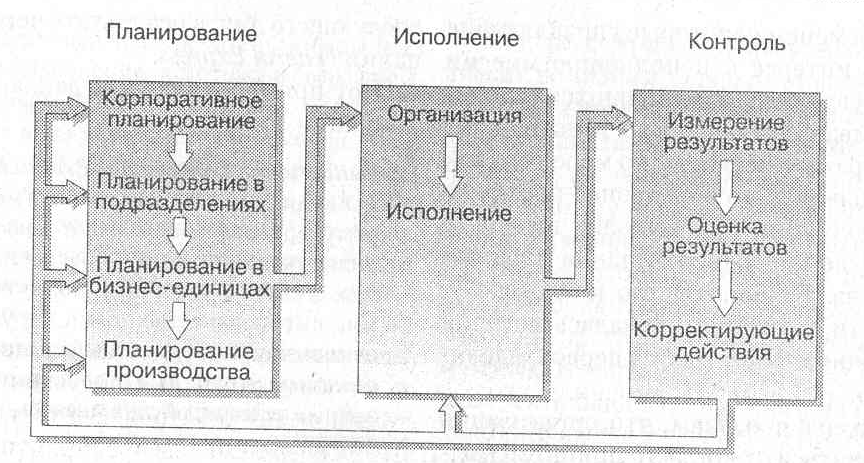 Планирование
Корпоративное
планирование
Планирование в
подразделениях
Планирование в
бизнес-единицах
Планирование
производства
Исполнение
Организация
Исполнение
Контроль
Измерение
результатов
Оценка
результатов
Корректирующие
действия